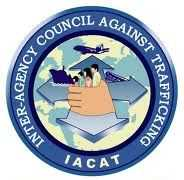 INTER-AGENCY COUNCIL AGAINST TRAFFICKING
IACAT